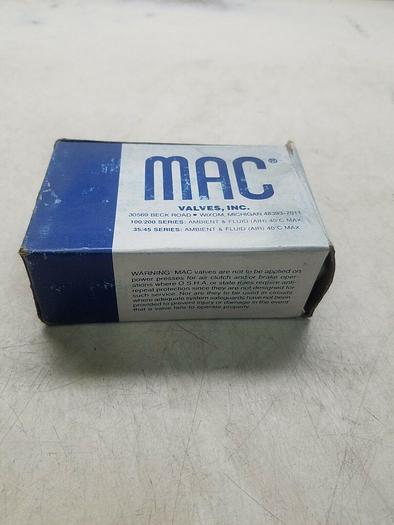 MAC®
VALVES, INC.
30569 BECK ROAD • WIXOM, MICHIGAN 48393-7011
100/200 SERIES: AMBIENT & FLUID (AIR) 40°C MAX
35/45 SERIES: AMBIENT & FLUID (AIR) 40°C MAX
WARNING: MAC valves are not to be applied on
power presses for air clutch and/or brake oper-
ations where O.S.H.A. or state rules require anti-
repeat protection since they are not designed for
such service. Nor are they to be used in circuits
where adequate system safeguards have not been
provided to prevent injury or damage in the event
that a valve fails to operate properly.